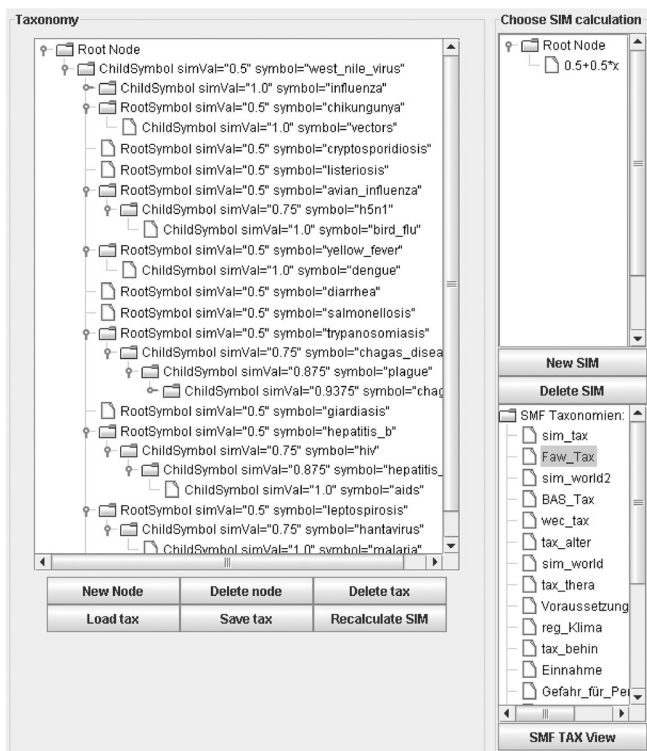 Taxonomy
Root Node
ChildSymbol simVal="0.5" symbol="west_nile_virus"
ChildSymbol simVal="1.0" symbol="influenza"
RootSymbol simVal="0.5" symbol="chikungunya"
ChildSymbol simVal="1.0" symbol="vectors"
RootSymbol simVal="0.5" symbol="cryptosporidiosis"
RootSymbol simVal="0.5" symbol="listeriosis"
RootSymbol simVal="0.5" symbol="avian_influenza"
ChildSymbol simVal="0.75" symbol="h5n1"
ChildSymbol simVal="1.0" symbol="bird_flu"
RootSymbol simVal="0.5" symbol="yellow_fever"
ChildSymbol simVal="1.0" symbol="dengue"
RootSymbol simVal="0.5" symbol="diarrhea"
RootSymbol simVal="0.5" symbol="salmonellosis"
RootSymbol simVal="0.5" symbol="trypanosomiasis"
ChildSymbol simVal="0.75" symbol="chagas_disea
ChildSymbol simVal="0.875" symbol="plague"
ChildSymbol simVal="0.9375" symbol="chag
RootSymbol simVal="0.5" symbol="giardiasis"
RootSymbol simVal="0.5" symbol="hepatitis_b"
ChildSymbol simVal="0.75" symbol="hiv"
ChildSymbol simVal="0.875" symbol="hepatitis_
ChildSymbol simVal="1.0" symbol="aids"
RootSymbol simVal="0.5" symbol="leptospirosis"
ChildSymbol simVal="0.75" symbol="hantavirus"
ChildSymbol simVal="1.0" symbol="malaria"
New Node Delete node Delete tax
Load tax Save tax Recalculate SIM
Choose SIM calculation
Root Node
0.5+0.5*x
New SIM
Delete SIM
SMF Taxonomien:
sim_tax
Faw_Tax
sim_world2
BAS_Tax
wec_tax
tax_alter
sim_world
tax_thera
Voraussetzung
reg_Klima
tax_behin
Einnahme
Gefahr_für_Per
SMF TAX View